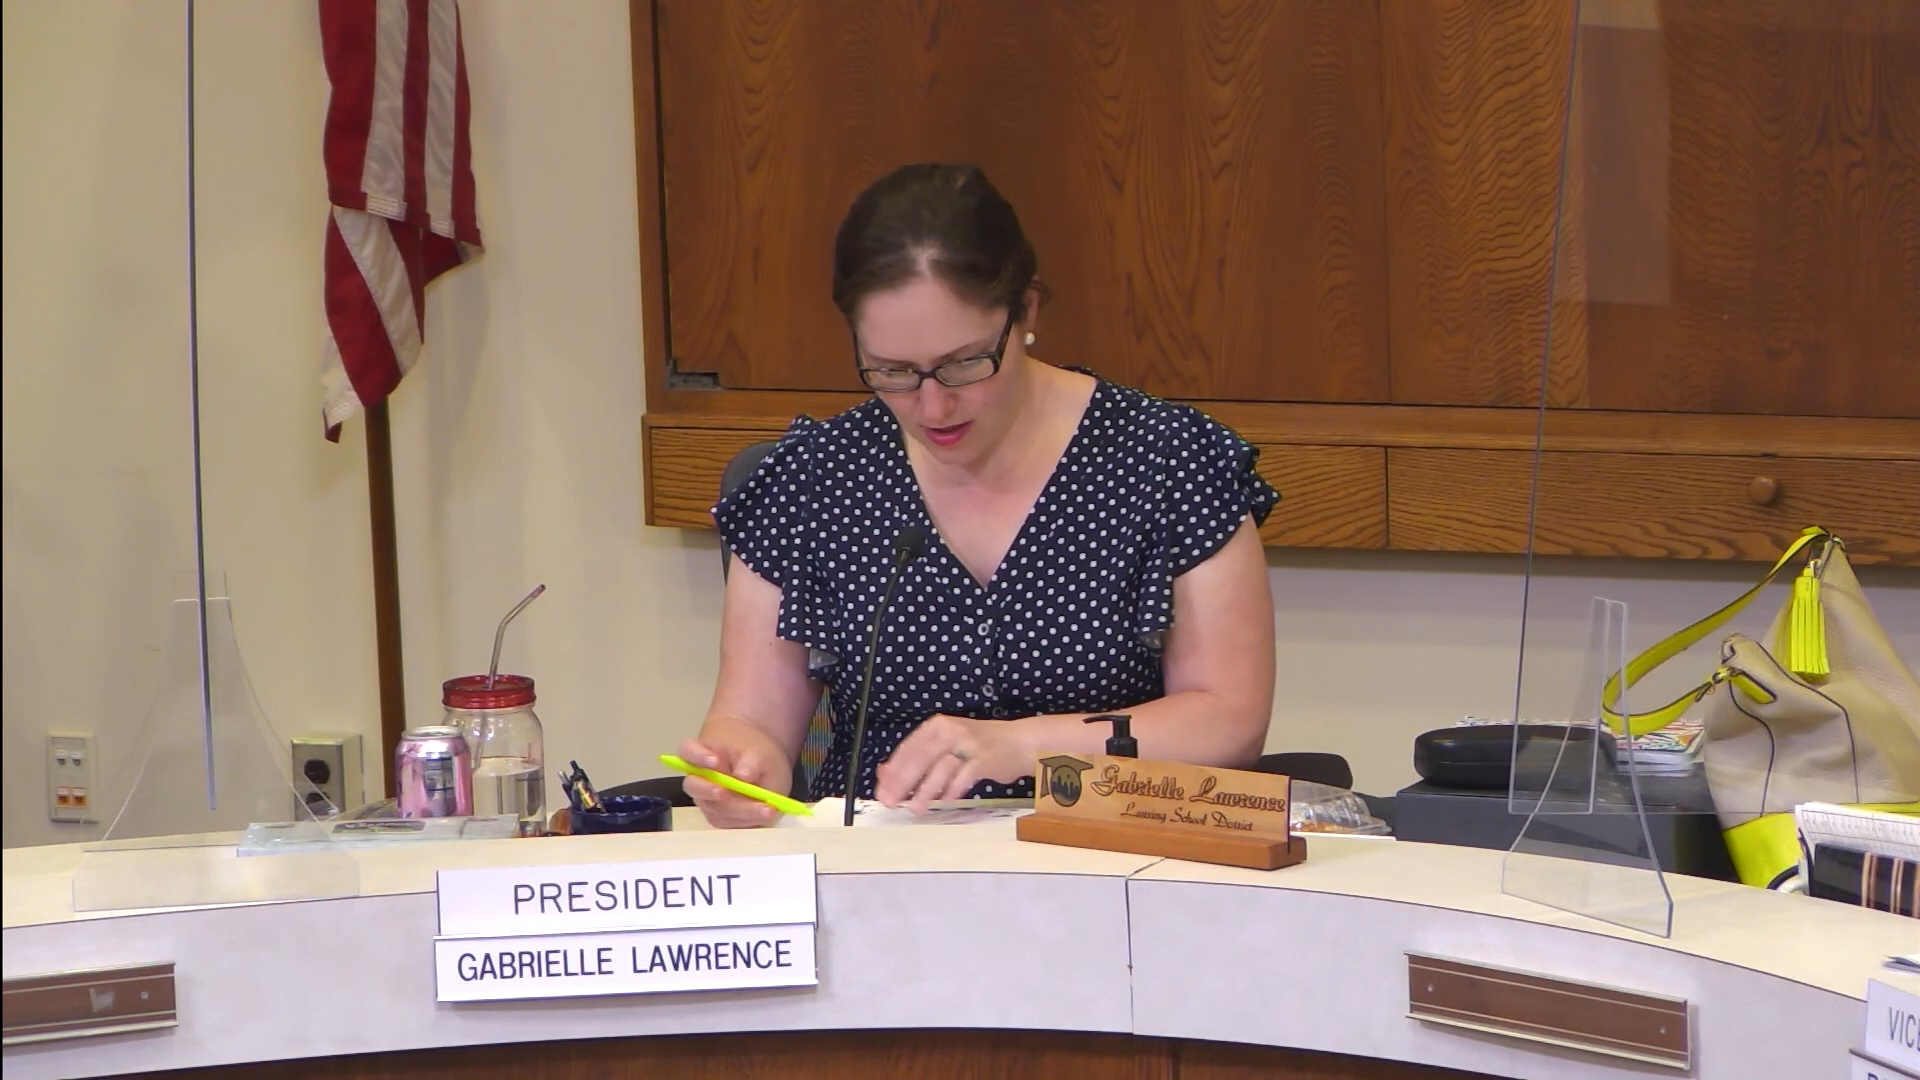 Gabrielle Lawrence
Lansing School District
PRESIDENT
GABRIELLE LAWRENCE